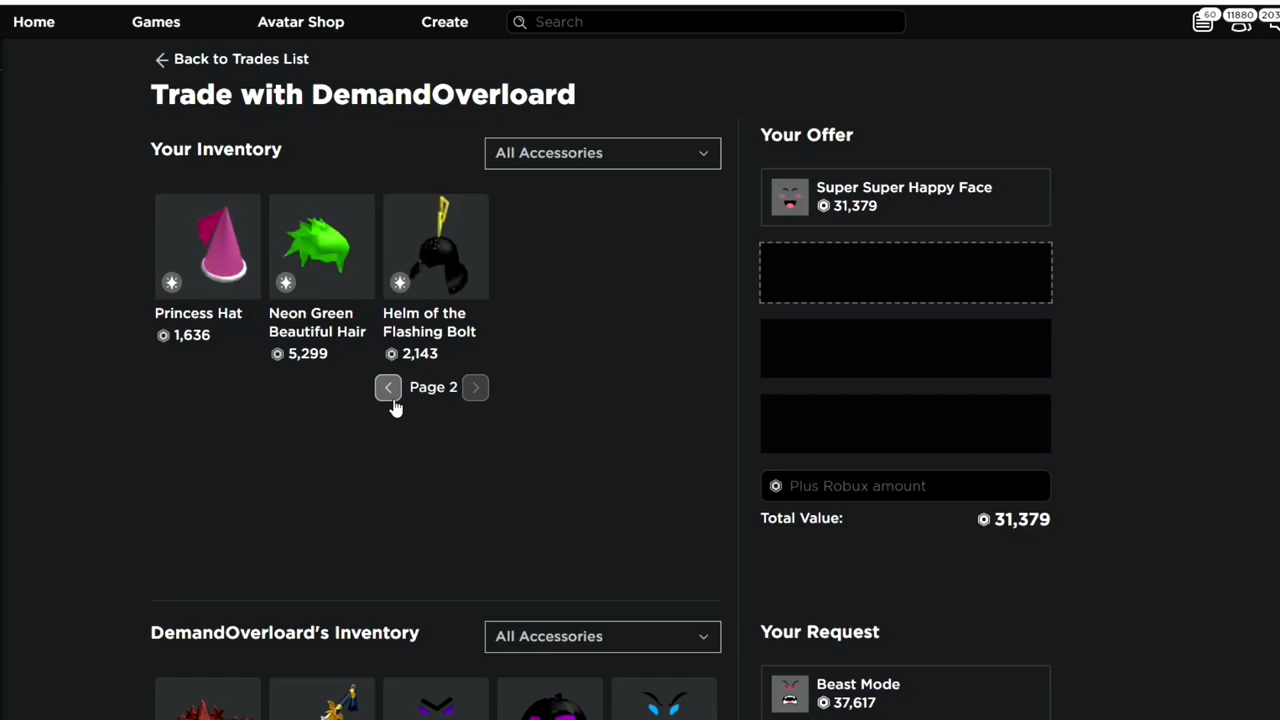 Home Games Avatar Shop Create Search 60 11880 203
Back to Trades List
Trade with DemandOverloard
Your Inventory
All Accessories
Princess Hat
1,636
Neon Green
Beautiful Hair
5,299
Helm of the
Flashing Bolt
2,143
Page 2
Your Offer
Super Super Happy Face
31,379
Plus Robux amount
Total Value: 31,379
DemandOverloard's Inventory
All Accessories
Your Request
Beast Mode
37,617